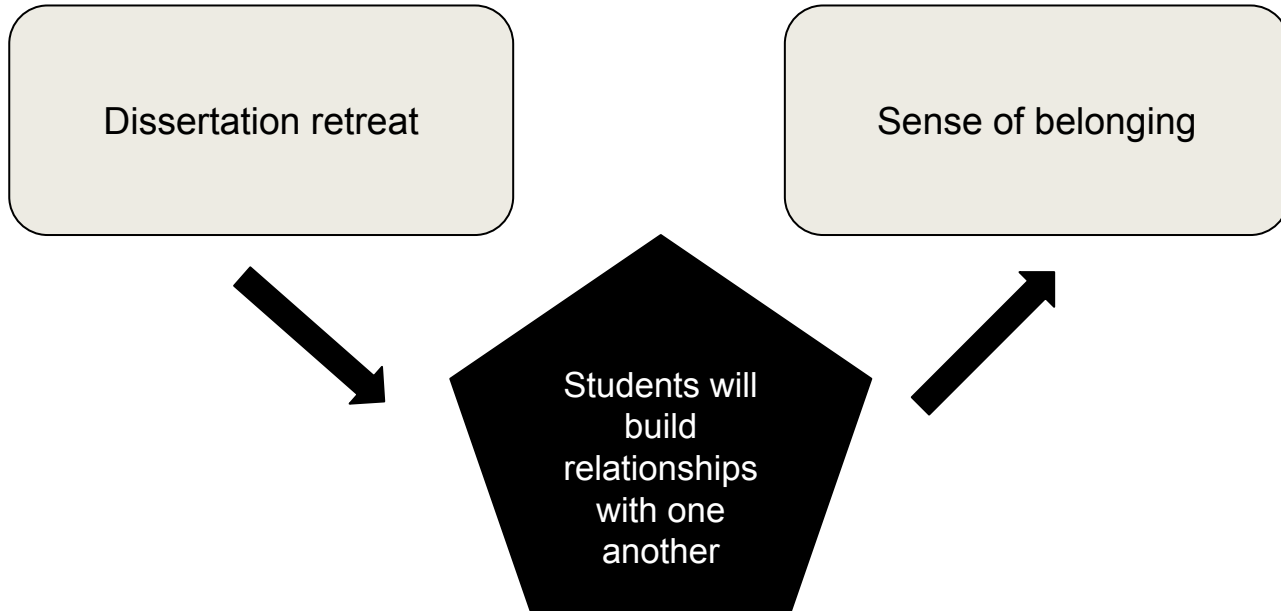 Dissertation retreat
Sense of belonging
Students will
build
relationships
with one
another